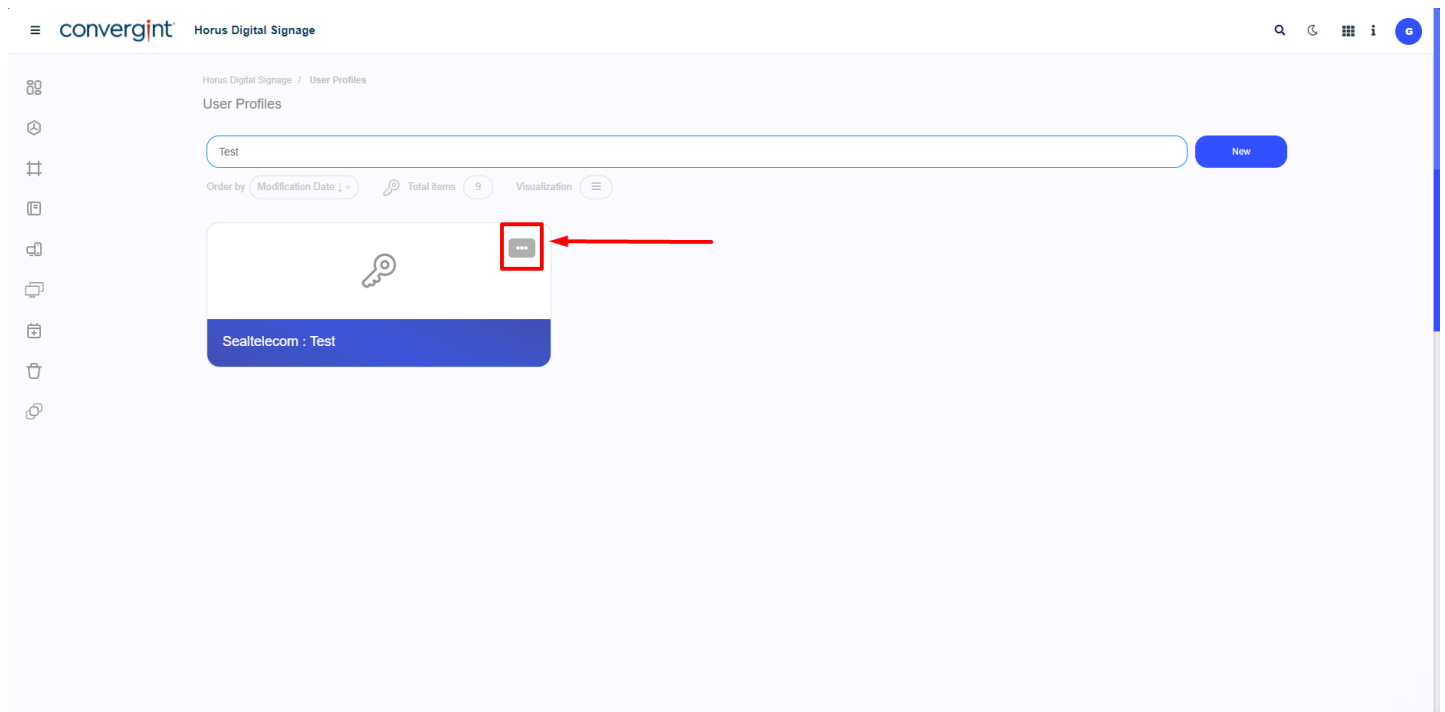 convergint Horus Digital Signage
G
Horus Digital Signage / User Profiles
User Profiles
Test
New
Order by Modification Date ↓ Total items 9 Visualization
Sealtelecom : Test